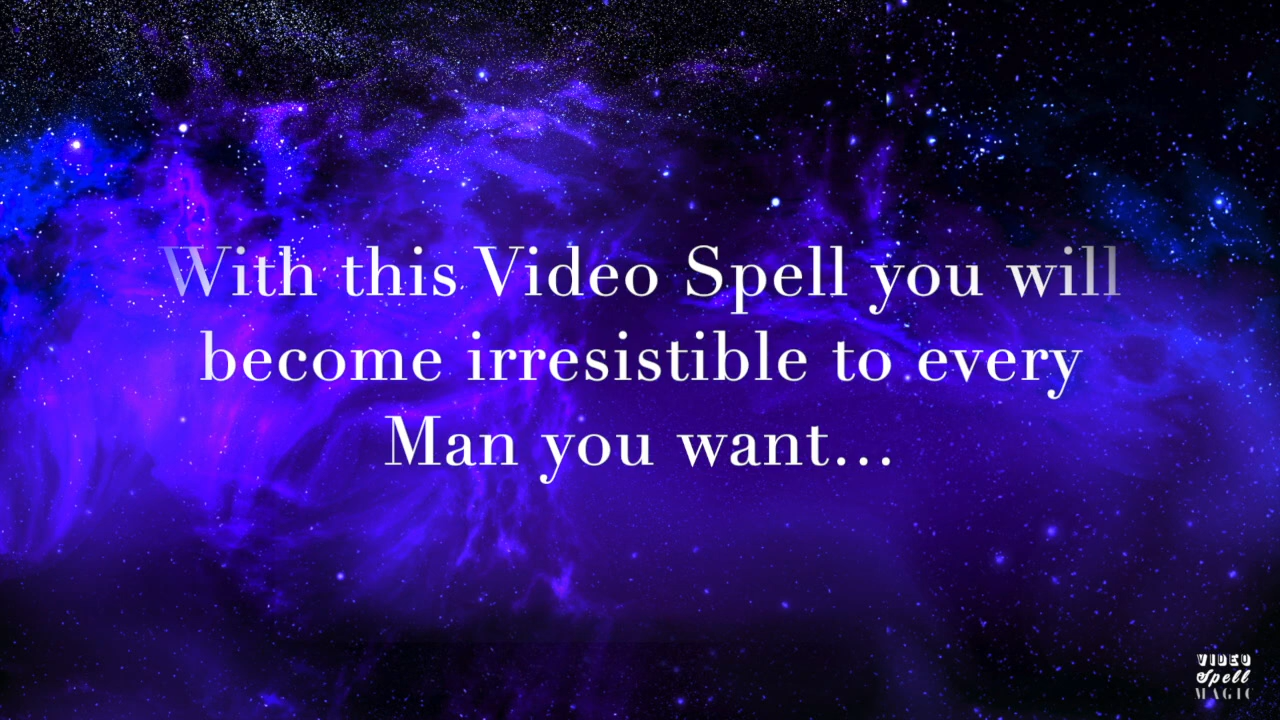 With this Video Spell you will
become irresistible to every
Man you want...
VIDEO
Spell
MAGIC